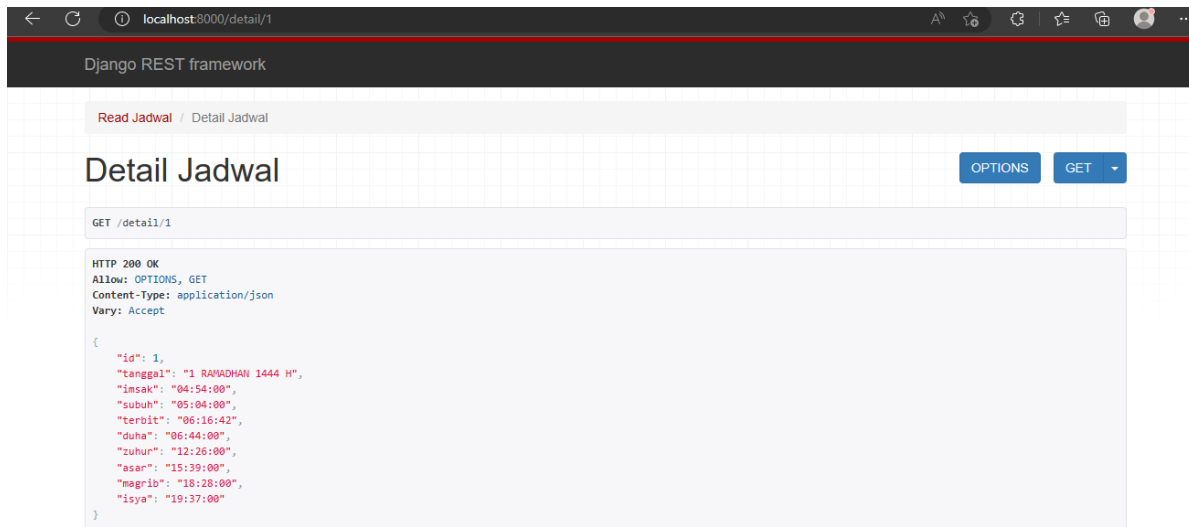 localhost:8000/detail/1
Django REST framework
Read Jadwal / Detail Jadwal
Detail Jadwal
OPTIONS
GET
GET /detail/1
HTTP 200 OK
Allow: OPTIONS, GET
Content-Type: application/json
Vary: Accept
{
    "id": 1,
    "tanggal": "1 RAMADHAN 1444 H",
    "imsak": "04:54:00",
    "subuh": "05:04:00",
    "terbit": "06:16:42",
    "duha": "06:44:00",
    "zuhur": "12:26:00",
    "asar": "15:39:00",
    "magrib": "18:28:00",
    "isya": "19:37:00"
}